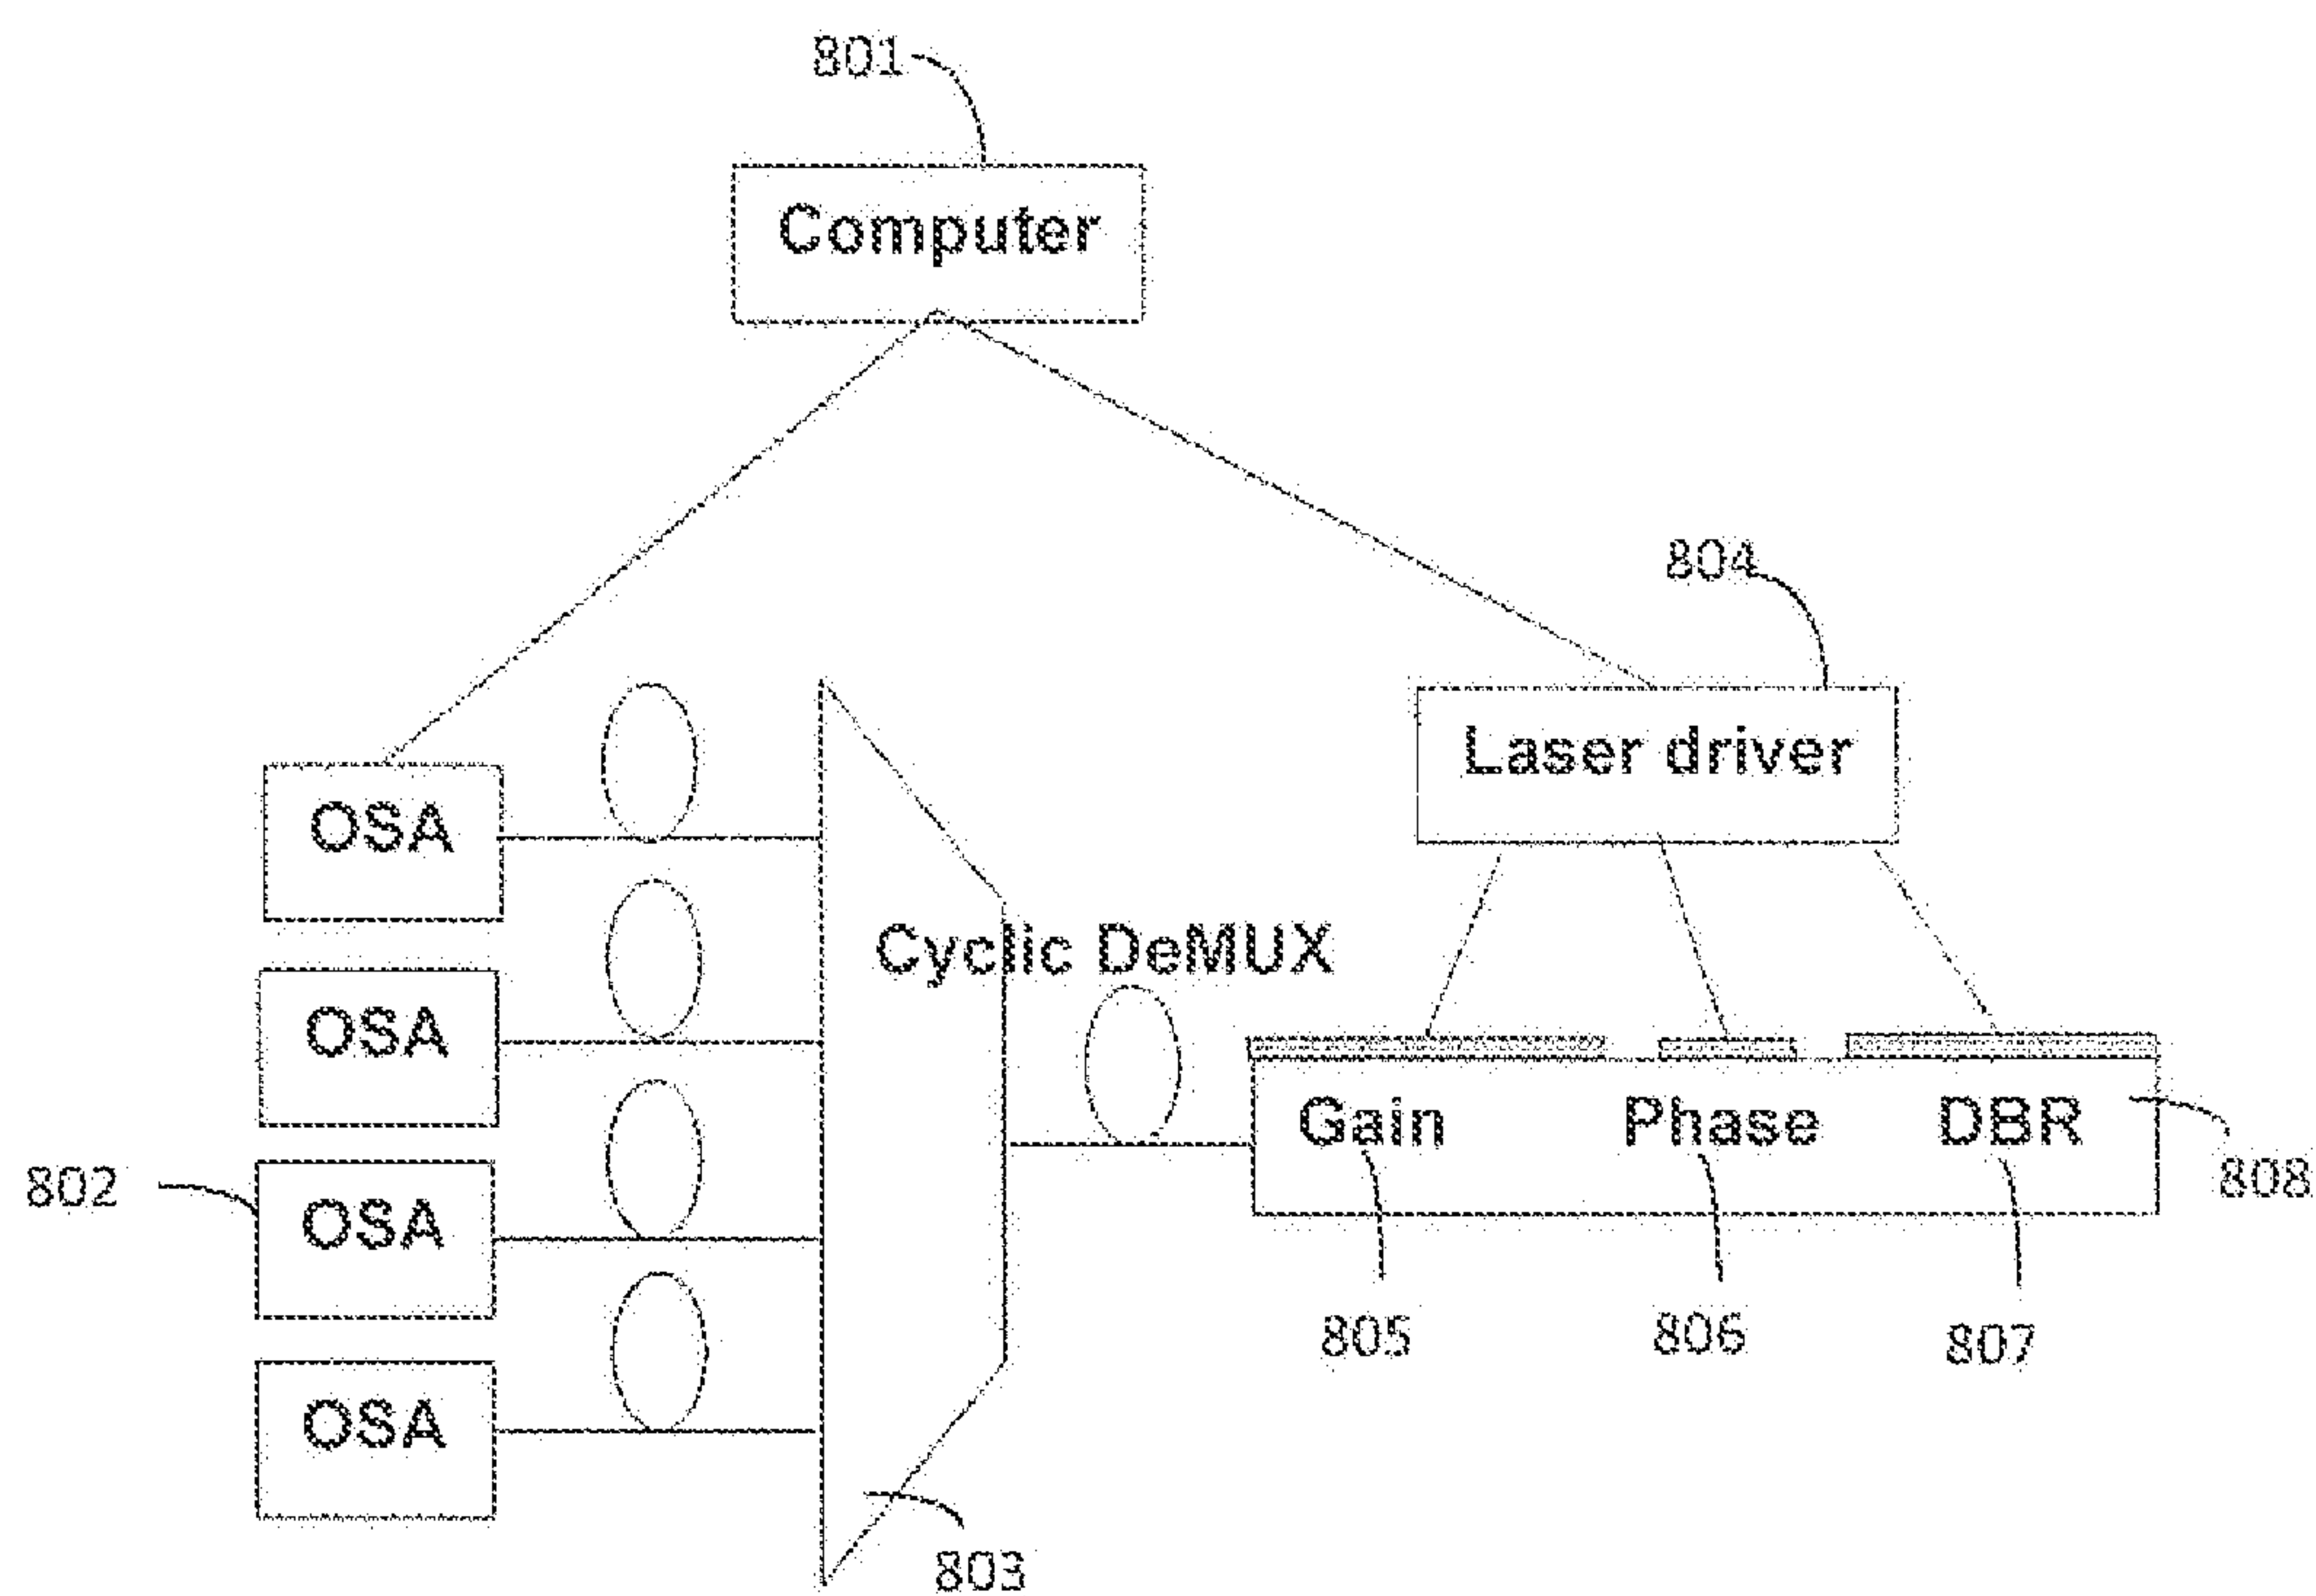 801
Computer
804
Laser driver
OSA
Cyclic DeMUX
OSA
Gain
Phase
DBR
802
808
OSA
805
806
807
OSA
803